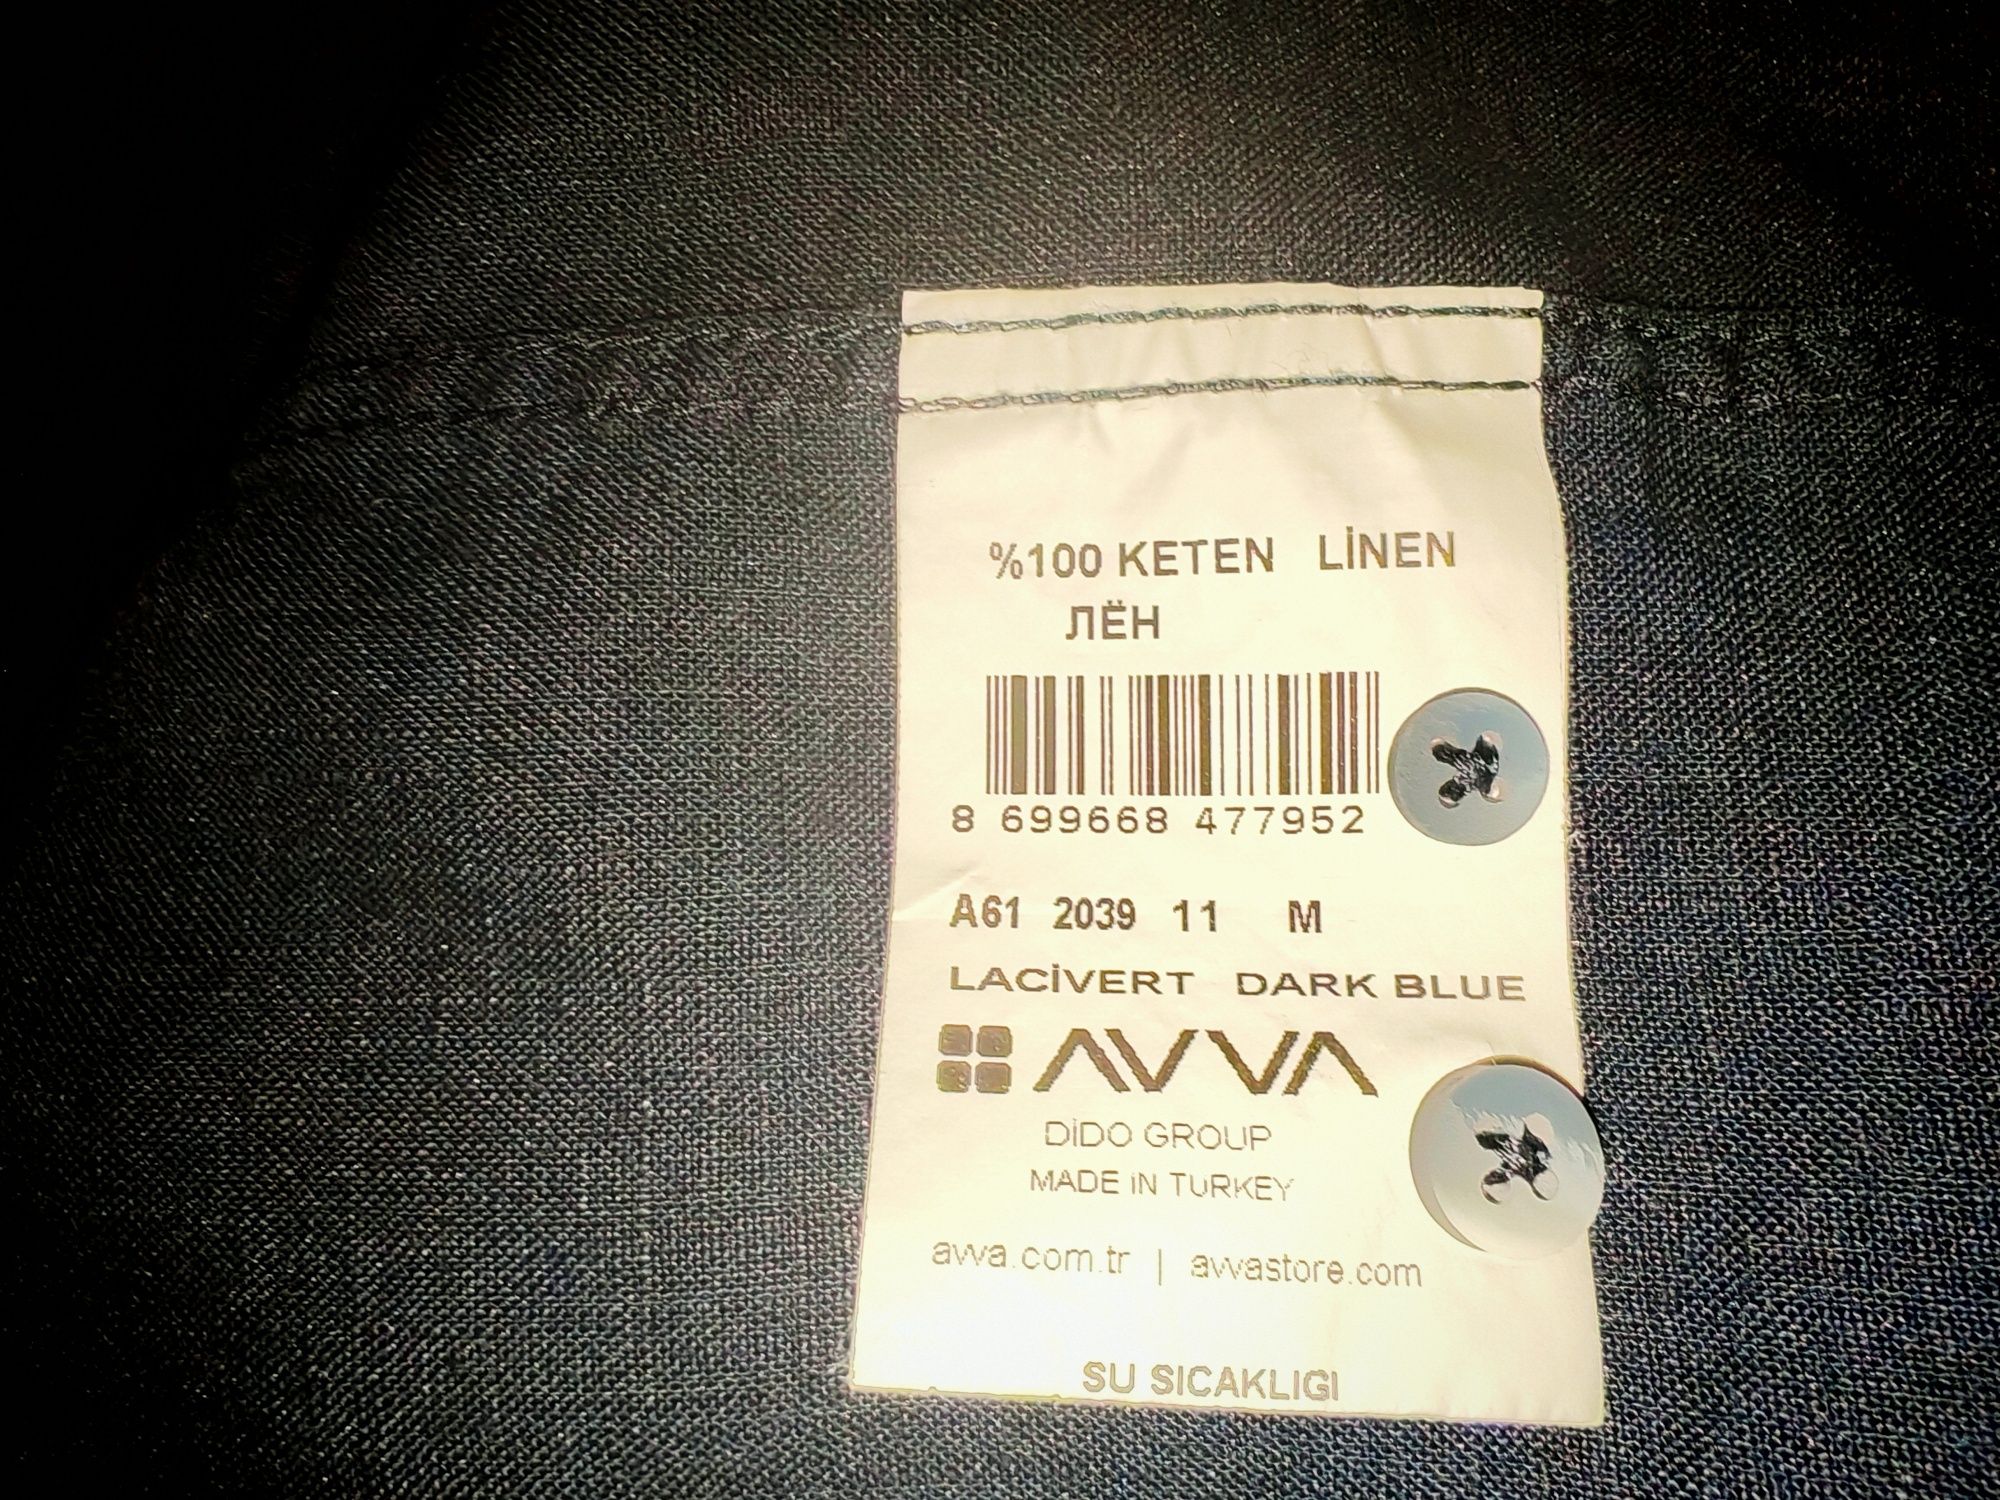 %100 KETEN LİNEN
ЛЁН
8 699668 477952
A61 2039 11 M
LACİVERT DARK BLUE
AVVA
DİDO GROUP
MADE İN TURKEY
avva.com.tr | avvastore.com
SU SICAKLIGI